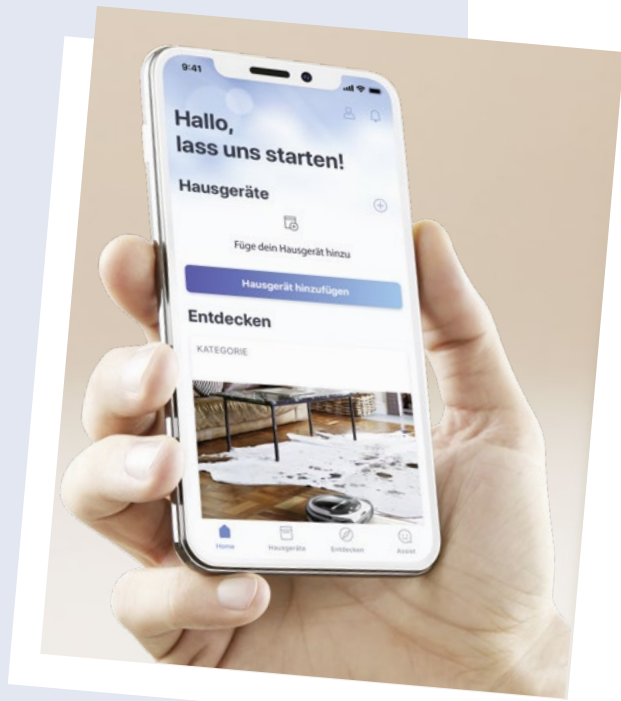 9:41
Hallo,
lass uns starten!
Hausgeräte
Füge dein Hausgerät hinzu
Hausgerät hinzufügen
Entdecken
KATEGORIE
Home
Hausgeräte
Entdecken
Assist